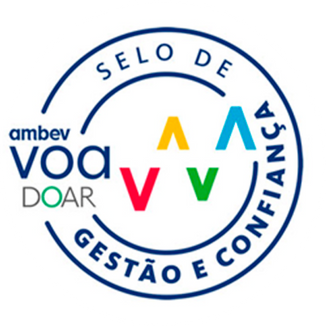 SELO DE
ambev
voa
DOAR
GESTÃO E CONFIANÇA